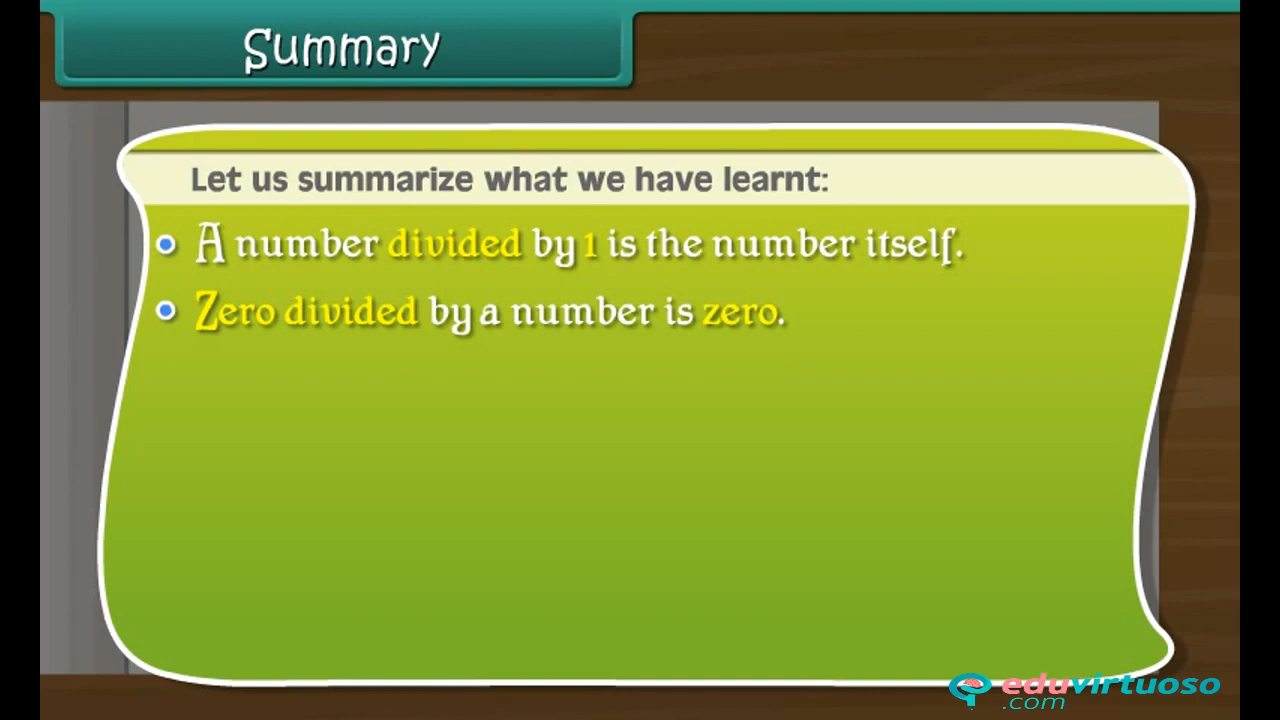 Summary
Let us summarize what we have learnt:
A number divided by 1 is the number itself.
Zero divided by a number is zero.
eduvirtuoso
.com